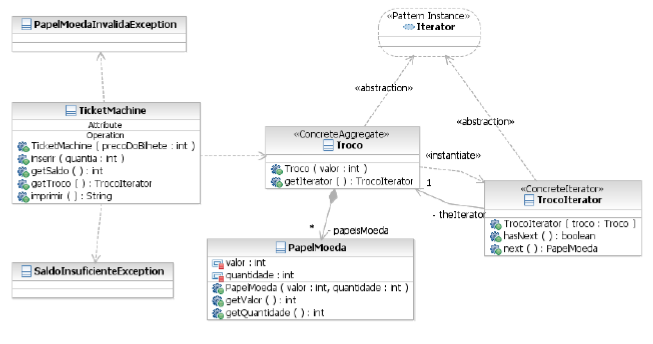 PapelMoedaInvalidaException
TicketMachine
Attribute
Operation
TicketMachine ( precoDoBilhete : int )
inserir ( quantia : int )
getSaldo ( ) : int
getTroco ( ) : TrocoIterator
imprimir ( ) : String
SaldoInsuficienteException
«Pattern Instance»
Iterator
«abstraction»
«abstraction»
«ConcreteAggregate»
Troco
Troco ( valor : int )
getIterator ( ) : TrocoIterator
«instantiate»
1
- theIterator
«ConcreteIterator»
TrocoIterator
TrocoIterator ( troco : Troco )
hasNext ( ) : boolean
next ( ) : PapelMoeda
*
- papeisMoeda
PapelMoeda
valor : int
quantidade : int
PapelMoeda ( valor : int, quantidade : int )
getValor ( ) : int
getQuantidade ( ) : int